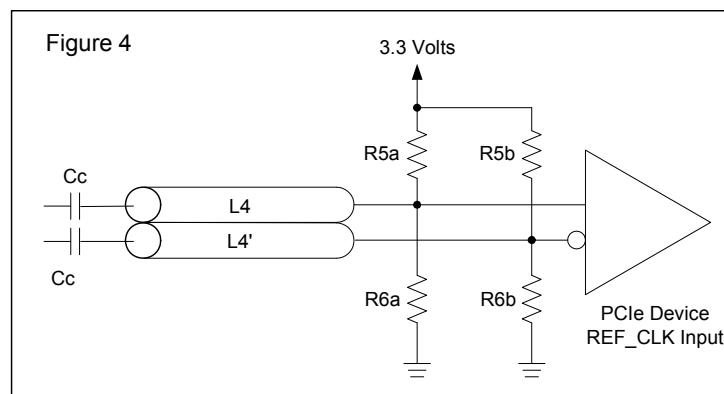 Figure 4
3.3 Volts
R5a
R5b
Cc
L4
L4'
Cc
R6a
R6b
PCIe Device
REF_CLK Input